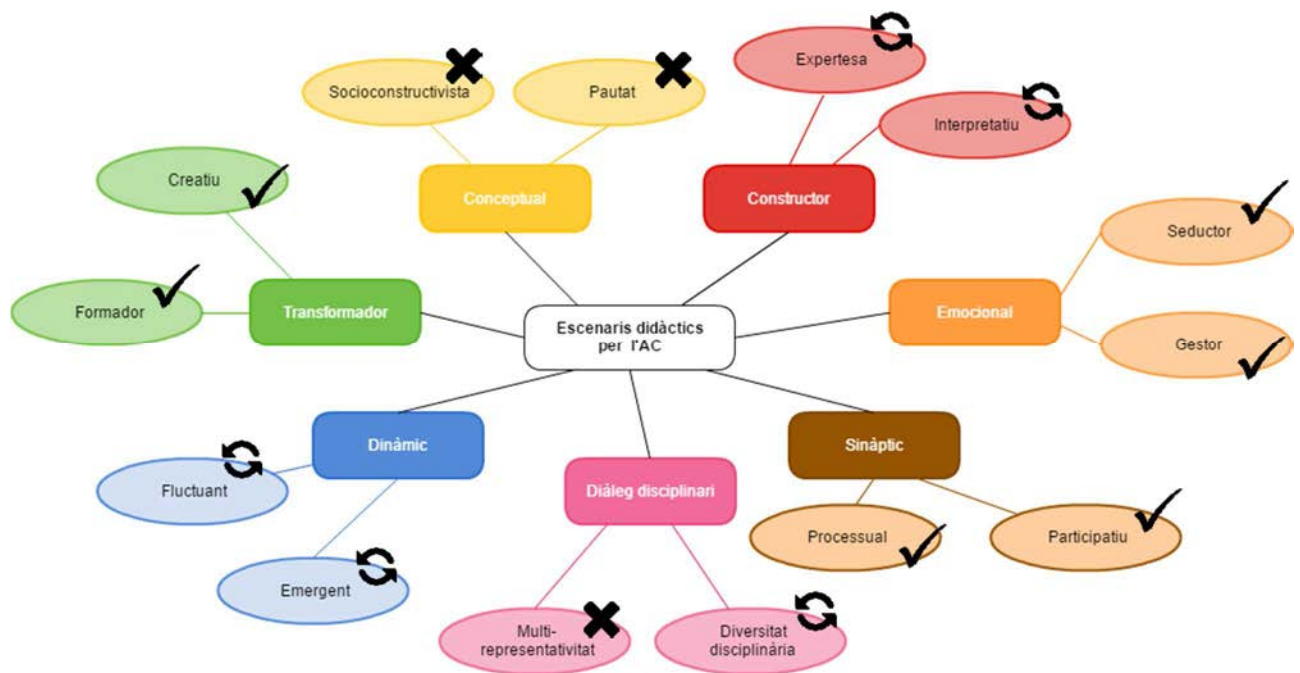 Expertesa
Socioconstructivista
Pautat
Interpretatiu
Creatiu
Conceptual
Constructor
Seductor
Formador
Transformador
Escenaris didàctics
per l'AC
Emocional
Gestor
Dinàmic
Sinàptic
Fluctuant
Diàleg disciplinari
Processual
Participatiu
Emergent
Multi-
representativitat
Diversitat
disciplinària